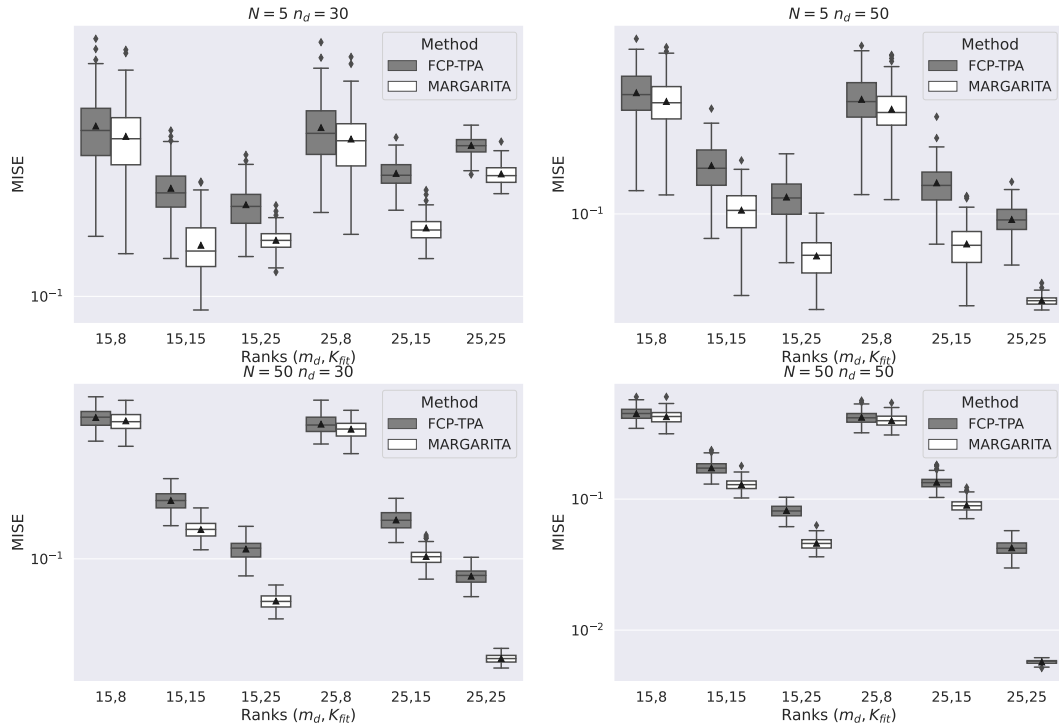 N = 5 n_d = 30
MISE
10⁻¹
Method
FCP-TPA
MARGARITA
15,8 15,15 15,25 25,8 25,15 25,25
Ranks (m_d, K_fit)
N = 5 n_d = 50
MISE
10⁻¹
Method
FCP-TPA
MARGARITA
15,8 15,15 15,25 25,8 25,15 25,25
Ranks (m_d, K_fit)
N = 50 n_d = 30
MISE
10⁻¹
Method
FCP-TPA
MARGARITA
15,8 15,15 15,25 25,8 25,15 25,25
Ranks (m_d, K_fit)
N = 50 n_d = 50
MISE
10⁻¹
10⁻²
Method
FCP-TPA
MARGARITA
15,8 15,15 15,25 25,8 25,15 25,25
Ranks (m_d, K_fit)